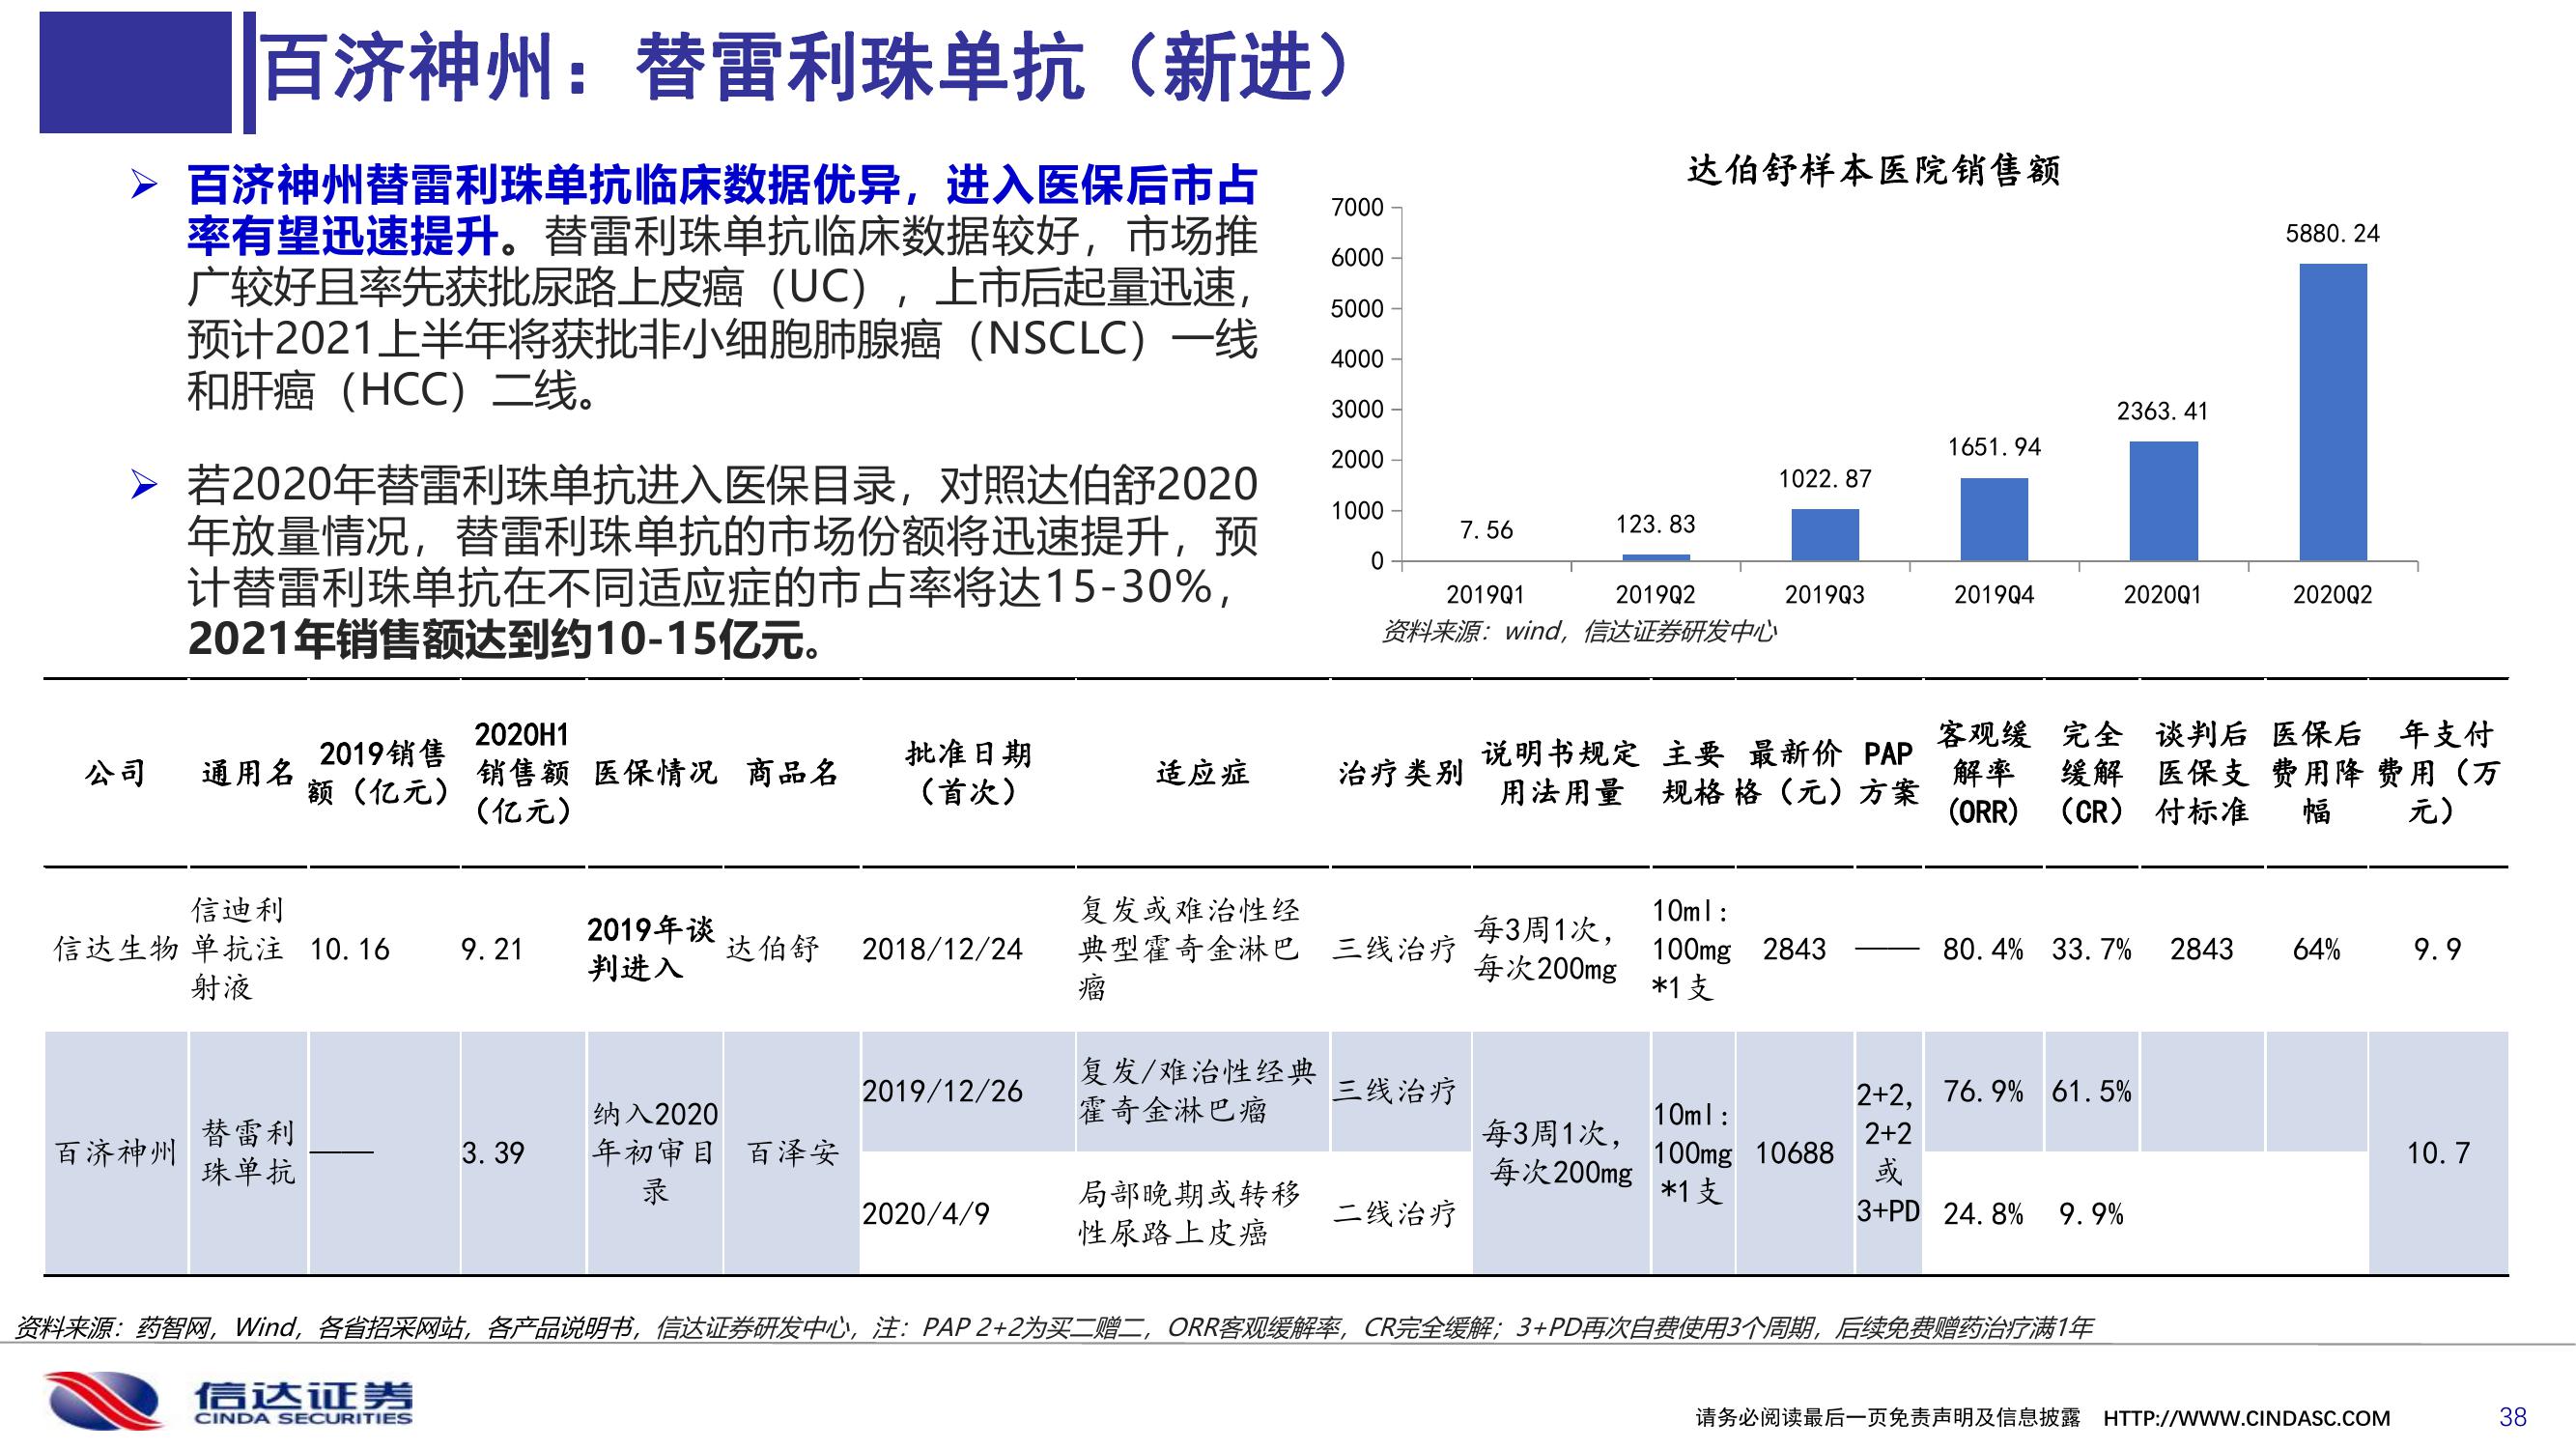 百济神州：替雷利珠单抗（新进）
百济神州替雷利珠单抗临床数据优异，进入医保后市占
率有望迅速提升。替雷利珠单抗临床数据较好，市场推
广较好且率先获批尿路上皮癌（UC），上市后起量迅速，
预计2021上半年将获批非小细胞肺腺癌（NSCLC）一线
和肝癌（HCC）二线。
若2020年替雷利珠单抗进入医保目录，对照达伯舒2020
年放量情况，替雷利珠单抗的市场份额将迅速提升，预
计替雷利珠单抗在不同适应症的市占率将达15-30%，
2021年销售额达到约10-15亿元。
达伯舒样本医院销售额
7000
6000
5000
4000
3000
2000
1000
0
7.56
123.83
1022.87
1651.94
2363.41
5880.24
2019Q1 2019Q2 2019Q3 2019Q4 2020Q1 2020Q2
资料来源：wind，信达证券研发中心
公司
通用名
2019销售
额（亿元）
2020H1
销售额
（亿元）
医保情况
商品名
批准日期
（首次）
适应症
治疗类别
说明书规定
用法用量
主要
规格
最新价
格（元）
PAP
方案
客观缓
解率
(ORR)
完全
缓解
（CR）
谈判后
医保支
付标准
医保后
费用降
幅
年支付
费用（万
元）
信达生物
信迪利
单抗注
射液
10.16
9.21
2019年谈
判进入
达伯舒
2018/12/24
复发或难治性经
典型霍奇金淋巴
瘤
三线治疗
每3周1次，
每次200mg
10ml:
100mg
*1支
2843
——
80.4%
33.7%
2843
64%
9.9
百济神州
替雷利
珠单抗
——
3.39
纳入2020
年初审目
录
百泽安
2019/12/26
复发/难治性经典
霍奇金淋巴瘤
三线治疗
每3周1次，
每次200mg
10ml:
100mg
*1支
10688
2+2,
2+2
或
3+PD
76.9%
61.5%
10.7
2020/4/9
局部晚期或转移
性尿路上皮癌
二线治疗
24.8%
9.9%
资料来源：药智网，Wind，各省招采网站，各产品说明书，信达证券研发中心，注：PAP 2+2为买二赠二，ORR客观缓解率，CR完全缓解；3+PD再次自费使用3个周期，后续免费赠药治疗满1年
信达证券
CINDA SECURITIES
请务必阅读最后一页免责声明及信息披露 HTTP://WWW.CINDASC.COM 38